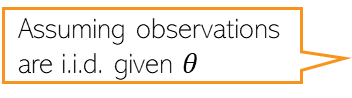 Assuming observations
are i.i.d. given θ